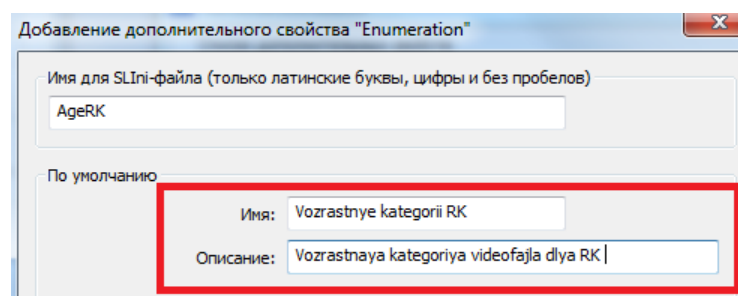 Добавление дополнительного свойства "Enumeration"
Имя для SLIni-файла (только латинские буквы, цифры и без пробелов)
AgeRK
По умолчанию
Имя: Vozrastnye kategorii RK
Описание: Vozrastnaya kategoriya videofajla dlya RK